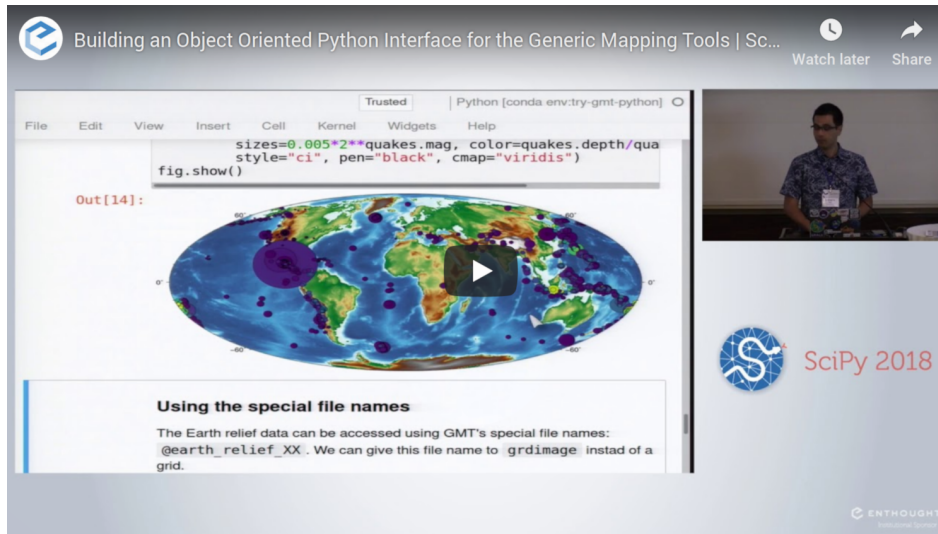 Building an Object Oriented Python Interface for the Generic Mapping Tools | Sc...
Watch later
Share
Trusted
Python [conda env:try-gmt-python]
File Edit View Insert Cell Kernel Widgets Help
sizes=0.005*2**quakes.mag, color=quakes.depth/qua
style="ci", pen="black", cmap="viridis")
fig.show()
Out[14]:
60°
60°
0°
0°
-60°
-60°
Using the special file names
The Earth relief data can be accessed using GMT's special file names:
@earth_relief_XX. We can give this file name to grdimage instad of a
grid.
SciPy 2018
ENTHOUGHT
Institutional Sponsor